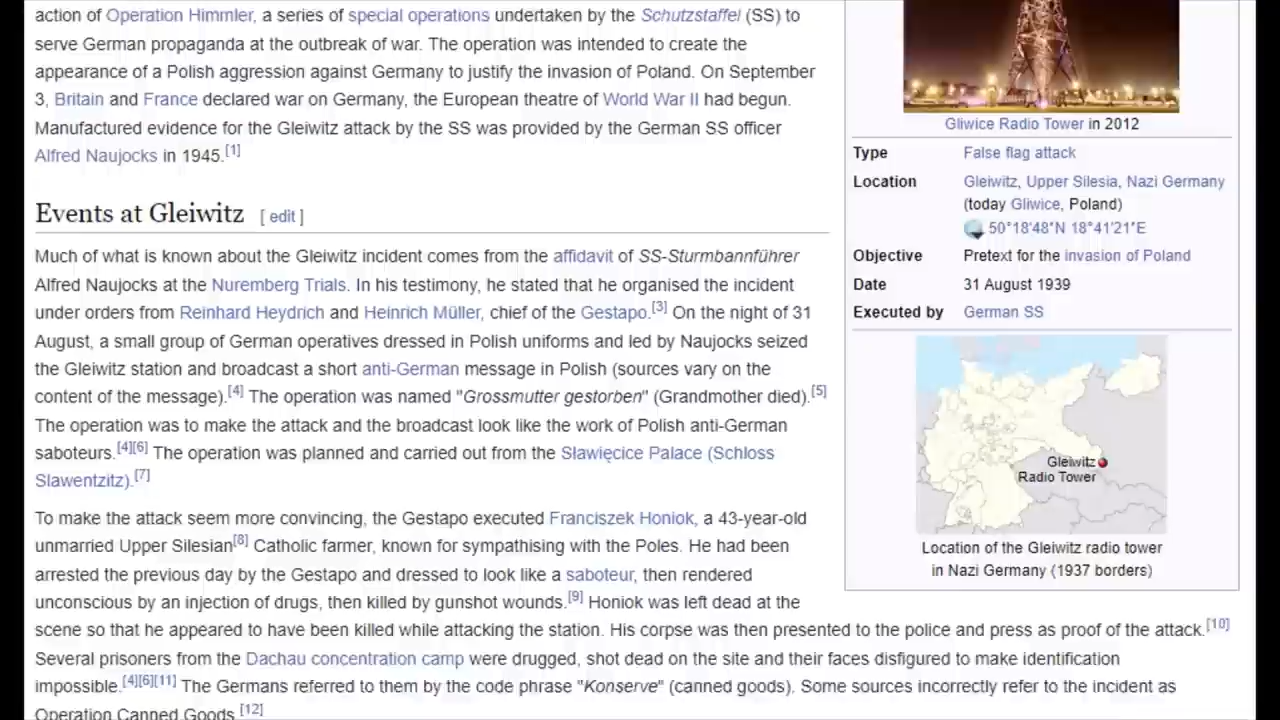 action of Operation Himmler, a series of special operations undertaken by the Schutzstaffel (SS) to
serve German propaganda at the outbreak of war. The operation was intended to create the
appearance of a Polish aggression against Germany to justify the invasion of Poland. On September
3, Britain and France declared war on Germany, the European theatre of World War II had begun.
Manufactured evidence for the Gleiwitz attack by the SS was provided by the German SS officer
Alfred Naujocks in 1945.[1]
Events at Gleiwitz [ edit ]
Much of what is known about the Gleiwitz incident comes from the affidavit of SS-Sturmbannführer
Alfred Naujocks at the Nuremberg Trials. In his testimony, he stated that he organised the incident
under orders from Reinhard Heydrich and Heinrich Müller, chief of the Gestapo.[3] On the night of 31
August, a small group of German operatives dressed in Polish uniforms and led by Naujocks seized
the Gleiwitz station and broadcast a short anti-German message in Polish (sources vary on the
content of the message).[4] The operation was named "Grossmutter gestorben" (Grandmother died).[5]
The operation was to make the attack and the broadcast look like the work of Polish anti-German
saboteurs.[4][6] The operation was planned and carried out from the Sławięcice Palace (Schloss
Slawentzitz).[7]
To make the attack seem more convincing, the Gestapo executed Franciszek Honiok, a 43-year-old
unmarried Upper Silesian[8] Catholic farmer, known for sympathising with the Poles. He had been
arrested the previous day by the Gestapo and dressed to look like a saboteur, then rendered
unconscious by an injection of drugs, then killed by gunshot wounds.[9] Honiok was left dead at the
scene so that he appeared to have been killed while attacking the station. His corpse was then presented to the police and press as proof of the attack.[10]
Several prisoners from the Dachau concentration camp were drugged, shot dead on the site and their faces disfigured to make identification
impossible.[4][6][11] The Germans referred to them by the code phrase "Konserve" (canned goods). Some sources incorrectly refer to the incident as
Operation Canned Goods.[12]
Gliwice Radio Tower in 2012
Type False flag attack
Location Gleiwitz, Upper Silesia, Nazi Germany
(today Gliwice, Poland)
50°18'48"N 18°41'21"E
Objective Pretext for the invasion of Poland
Date 31 August 1939
Executed by German SS
Gleiwitz
Radio Tower
Location of the Gleiwitz radio tower
in Nazi Germany (1937 borders)